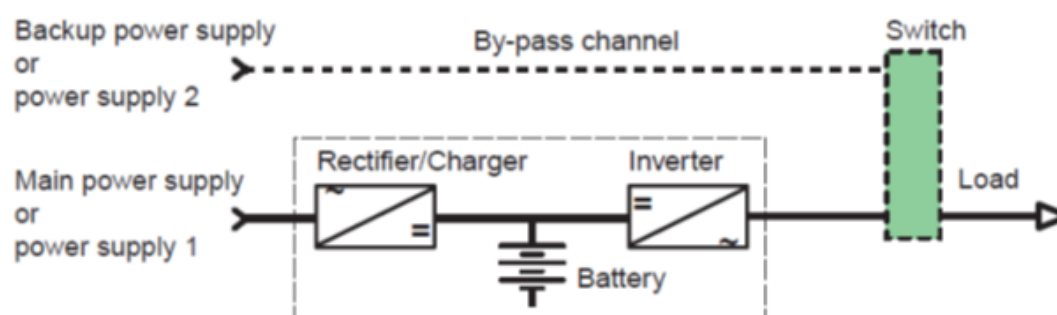 Backup power supply
or
power supply 2
By-pass channel
Switch
Main power supply
or
power supply 1
Rectifier/Charger
Inverter
Load
~
=
=
~
Battery